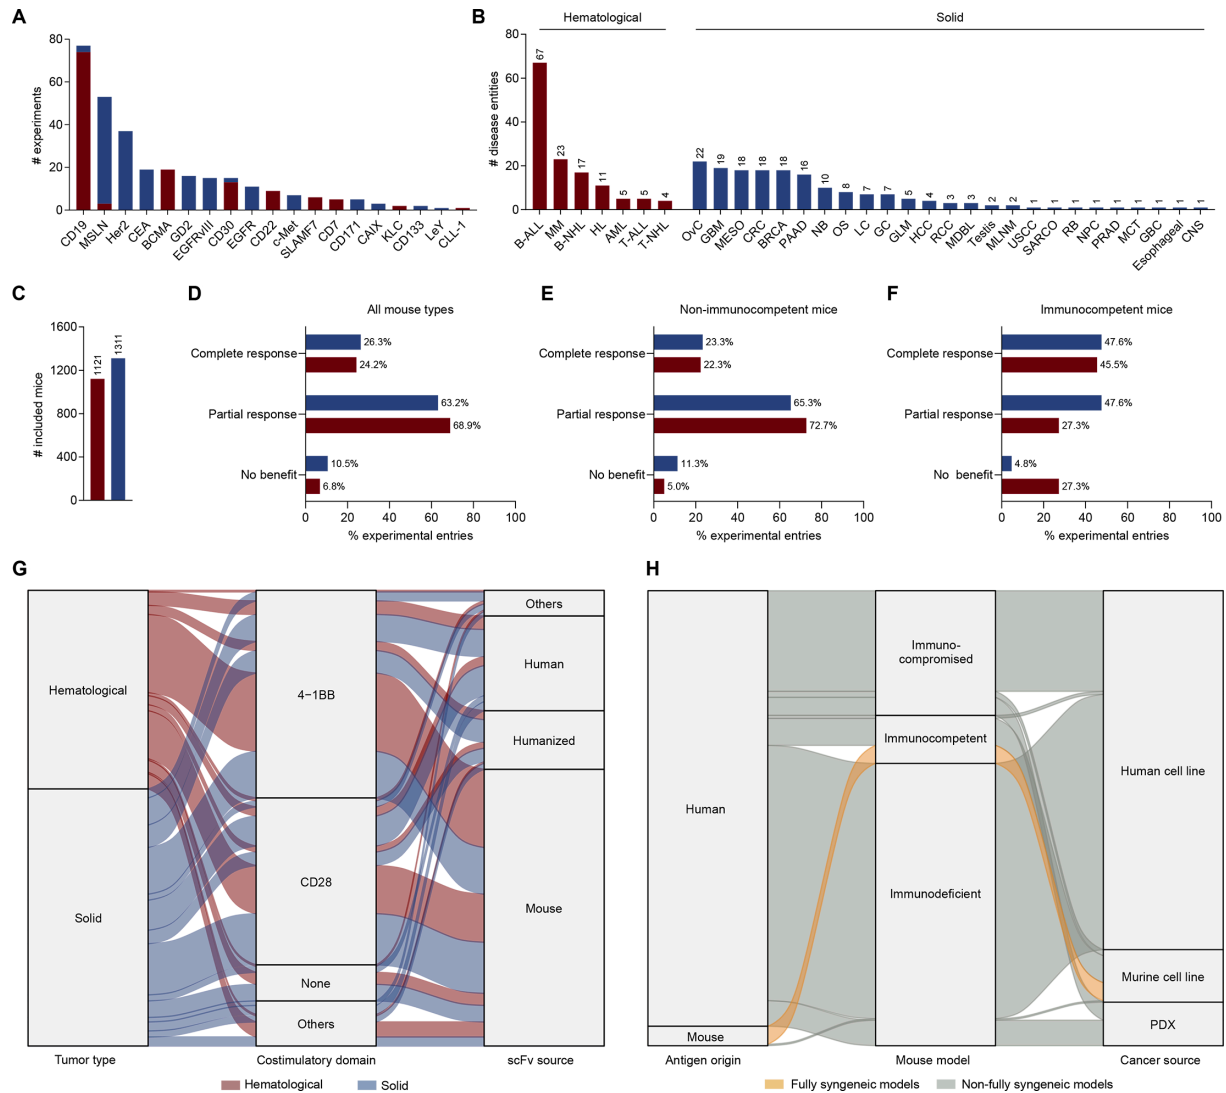 A
# experiments
80
60
40
20
0
CD19
MSLN
Her2
CEA
BCMA
GD2
EGFRvIII
CD30
EGFR
CD22
c-Met
SLAMF7
CD7
CD171
CAIX
KLC
CD133
LeY
CLL-1
B
Hematological
Solid
# disease entities
80
60
40
20
0
67
23
17
11
5
5
4
22
19
18
18
18
16
10
8
7
7
5
4
3
3
2
2
1
1
1
1
1
1
1
1
1
B-ALL
MM
B-NHL
HL
AML
T-ALL
T-NHL
OvC
GBM
MESO
CRC
BRCA
PAAD
NB
OS
LC
GC
GLM
HCC
RCC
MDBL
Testis
MLNM
USCC
SARCO
RB
NPC
PRAD
MCT
GBC
Esophageal
CNS
C
# included mice
1600
1200
800
400
0
1121
1311
D
All mouse types
Complete response
26.3%
24.2%
Partial response
63.2%
68.9%
No benefit
10.5%
6.8%
0 20 40 60 80 100
% experimental entries
E
Non-immunocompetent mice
Complete response
23.3%
22.3%
Partial response
65.3%
72.7%
No benefit
11.3%
5.0%
0 20 40 60 80 100
% experimental entries
F
Immunocompetent mice
Complete response
47.6%
45.5%
Partial response
47.6%
27.3%
No benefit
4.8%
27.3%
0 20 40 60 80 100
% experimental entries
G
Hematological
Solid
4-1BB
CD28
None
Others
Others
Human
Humanized
Mouse
Tumor type
Costimulatory domain
scFv source
Hematological
Solid
H
Human
Mouse
Immuno-
compromised
Immunocompetent
Immunodeficient
Human cell line
Murine cell line
PDX
Antigen origin
Mouse model
Cancer source
Fully syngeneic models
Non-fully syngeneic models